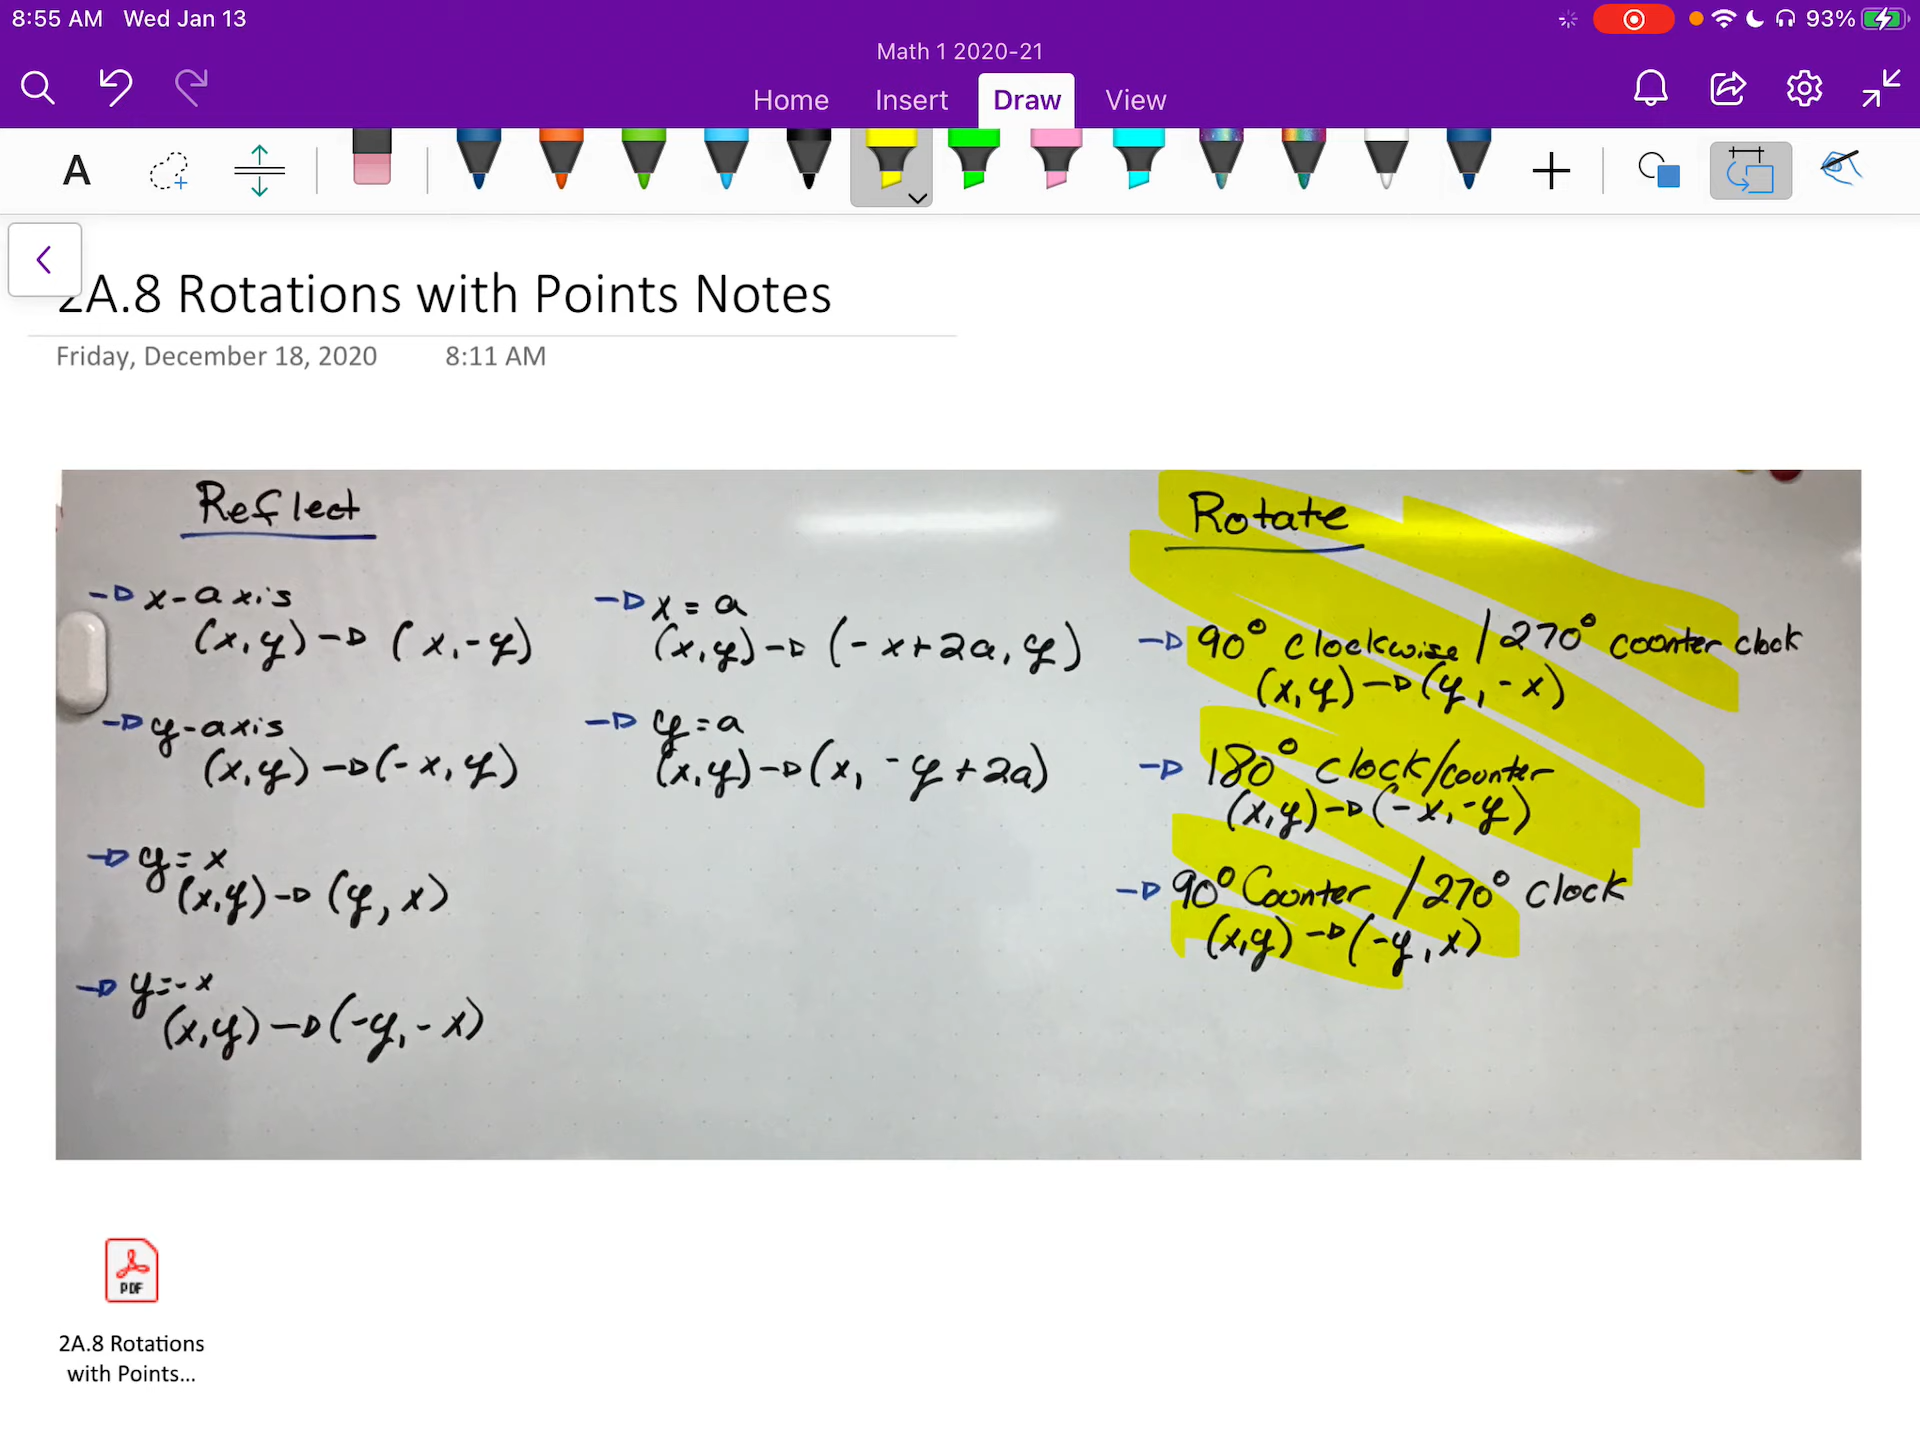 8:55 AM Wed Jan 13
93%
Math 1 2020-21
Home Insert Draw View
A
2A.8 Rotations with Points Notes
Friday, December 18, 2020 8:11 AM
Reflect
→ x-axis
(x,y) → (x,-y)
→ y-axis
(x,y) → (-x,y)
→ y=x
(x,y) → (y,x)
→ y=-x
(x,y) → (-y,-x)
→ x=a
(x,y) → (-x+2a,y)
→ y=a
(x,y) → (x,-y+2a)
Rotate
→ 90° clockwise / 270° counter clock
(x,y) → (y,-x)
→ 180° clock/counter
(x,y) → (-x,-y)
→ 90° Counter / 270° clock
(x,y) → (-y,x)
PDF
2A.8 Rotations
with Points...